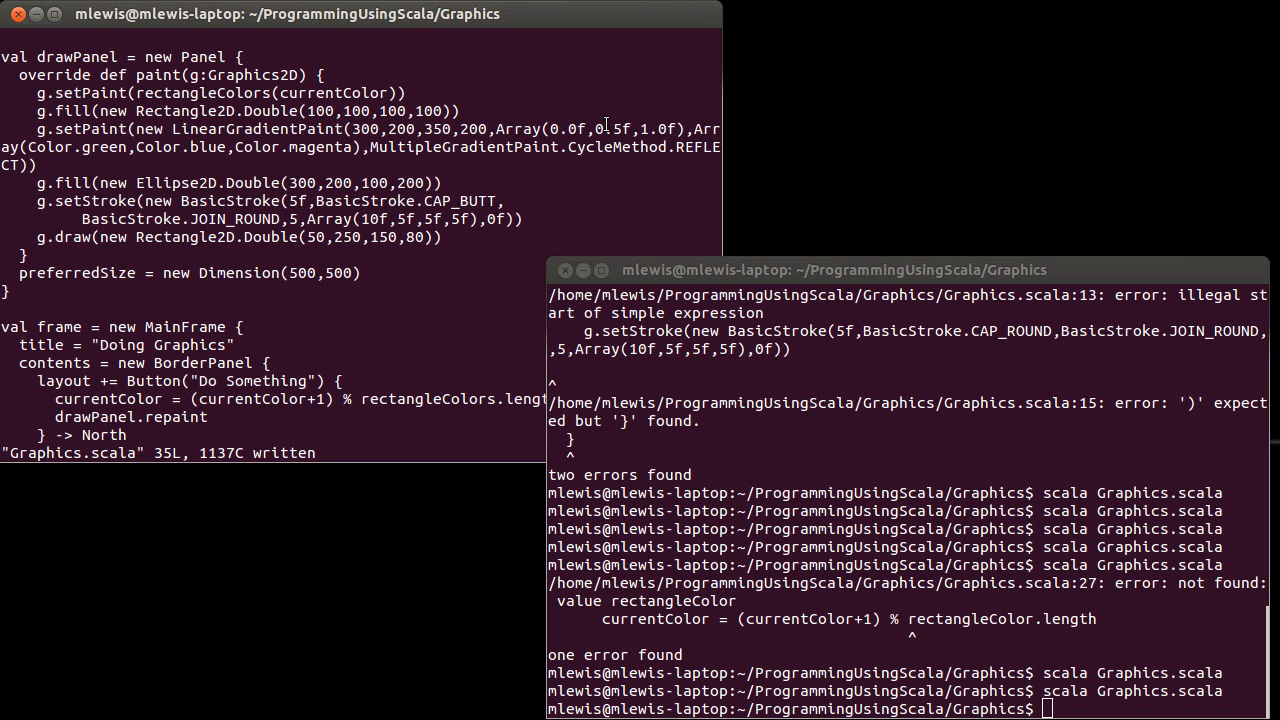 mlewis@mlewis-laptop: ~/ProgrammingUsingScala/Graphics
val drawPanel = new Panel {
  override def paint(g:Graphics2D) {
    g.setPaint(rectangleColors(currentColor))
    g.fill(new Rectangle2D.Double(100,100,100,100))
    g.setPaint(new LinearGradientPaint(300,200,350,200,Array(0.0f,0.5f,1.0f),Arr
ay(Color.green,Color.blue,Color.magenta),MultipleGradientPaint.CycleMethod.REFLE
CT))
    g.fill(new Ellipse2D.Double(300,200,100,200))
    g.setStroke(new BasicStroke(5f,BasicStroke.CAP_BUTT,
         BasicStroke.JOIN_ROUND,5,Array(10f,5f,5f,5f),0f))
    g.draw(new Rectangle2D.Double(50,250,150,80))
  }
  preferredSize = new Dimension(500,500)
}
val frame = new MainFrame {
  title = "Doing Graphics"
  contents = new BorderPanel {
    layout += Button("Do Something") {
      currentColor = (currentColor+1) % rectangleColors.lengt
      drawPanel.repaint
    } -> North
"Graphics.scala" 35L, 1137C written
mlewis@mlewis-laptop: ~/ProgrammingUsingScala/Graphics
/home/mlewis/ProgrammingUsingScala/Graphics/Graphics.scala:13: error: illegal st
art of simple expression
    g.setStroke(new BasicStroke(5f,BasicStroke.CAP_ROUND,BasicStroke.JOIN_ROUND,
,5,Array(10f,5f,5f,5f),0f))
^
/home/mlewis/ProgrammingUsingScala/Graphics/Graphics.scala:15: error: ')' expect
ed but '}' found.
  }
  ^
two errors found
mlewis@mlewis-laptop:~/ProgrammingUsingScala/Graphics$ scala Graphics.scala
mlewis@mlewis-laptop:~/ProgrammingUsingScala/Graphics$ scala Graphics.scala
mlewis@mlewis-laptop:~/ProgrammingUsingScala/Graphics$ scala Graphics.scala
mlewis@mlewis-laptop:~/ProgrammingUsingScala/Graphics$ scala Graphics.scala
mlewis@mlewis-laptop:~/ProgrammingUsingScala/Graphics$ scala Graphics.scala
/home/mlewis/ProgrammingUsingScala/Graphics/Graphics.scala:27: error: not found:
 value rectangleColor
      currentColor = (currentColor+1) % rectangleColor.length
                                        ^
one error found
mlewis@mlewis-laptop:~/ProgrammingUsingScala/Graphics$ scala Graphics.scala
mlewis@mlewis-laptop:~/ProgrammingUsingScala/Graphics$ scala Graphics.scala
mlewis@mlewis-laptop:~/ProgrammingUsingScala/Graphics$